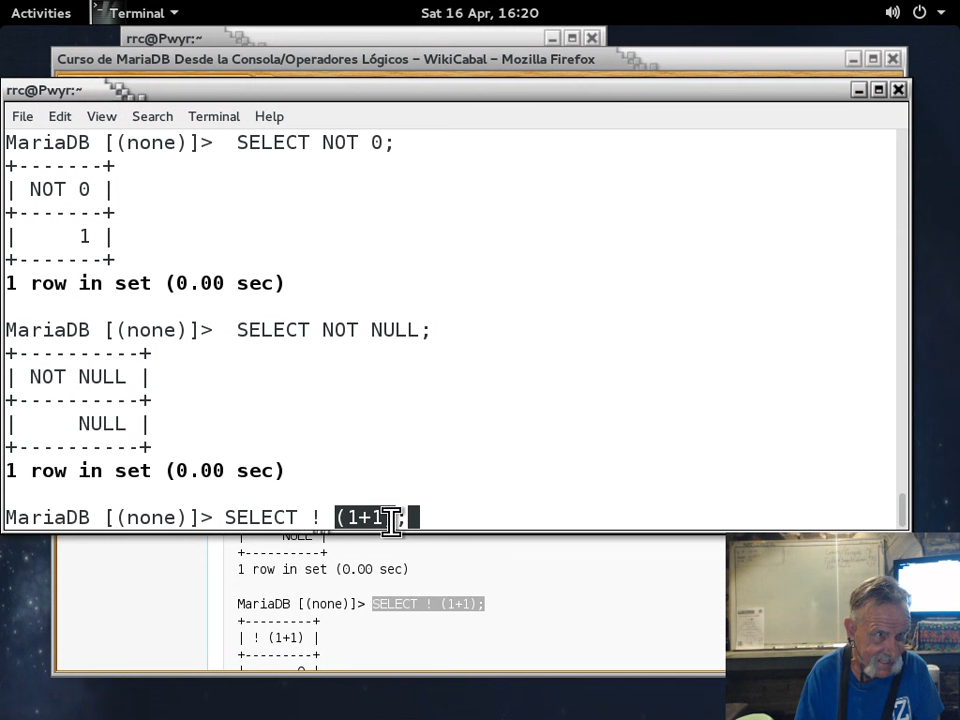 Activities Terminal Sat 16 Apr, 16:20
rrc@Pwyr:~
Curso de MariaDB Desde la Consola/Operadores Lógicos – WikiCabal – Mozilla Firefox
rrc@Pwyr:~
File Edit View Search Terminal Help
MariaDB [(none)]>  SELECT NOT 0;
+-------+
| NOT 0 |
+-------+
|     1 |
+-------+
1 row in set (0.00 sec)
MariaDB [(none)]>  SELECT NOT NULL;
+----------+
| NOT NULL |
+----------+
|     NULL |
+----------+
1 row in set (0.00 sec)
MariaDB [(none)]> SELECT ! (1+1);
|     NULL |
+----------+
1 row in set (0.00 sec)
MariaDB [(none)]> SELECT ! (1+1);
+---------+
| ! (1+1) |
+---------+
|       0 |